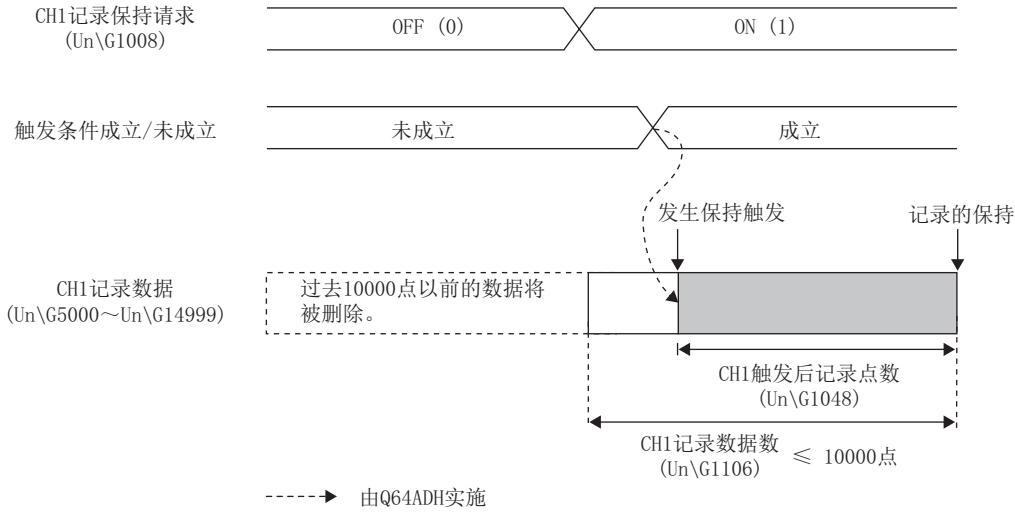 CH1记录保持请求
(Un\G1008)
OFF (0)
ON (1)
触发条件成立/未成立
未成立
成立
发生保持触发
记录的保持
CH1记录数据
(Un\G5000～Un\G14999)
过去10000点以前的数据将
被删除。
CH1触发后记录点数
(Un\G1048)
CH1记录数据数
(Un\G1106)
≤ 10000点
由Q64ADH实施